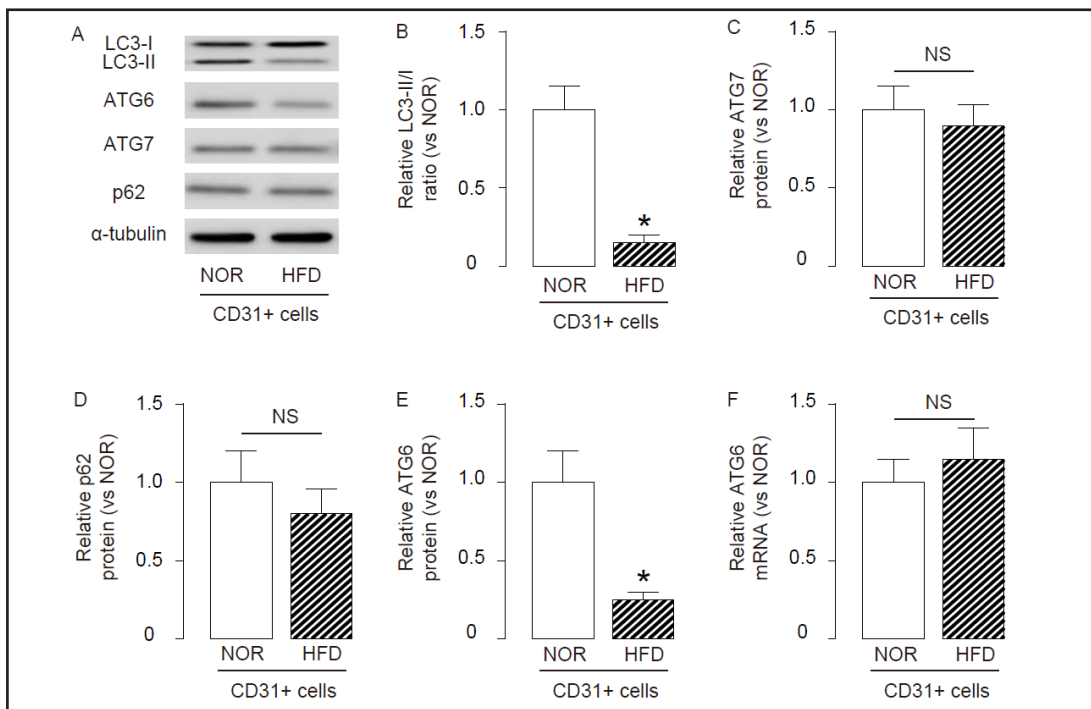 A
LC3-I
LC3-II
ATG6
ATG7
p62
α-tubulin
NOR HFD
CD31+ cells
B
Relative LC3-II/I
ratio (vs NOR)
1.5
1.0
0.5
0
*
NOR HFD
CD31+ cells
C
Relative ATG7
protein (vs NOR)
1.5
1.0
0.5
0
NS
NOR HFD
CD31+ cells
D
Relative p62
protein (vs NOR)
1.5
1.0
0.5
0
NS
NOR HFD
CD31+ cells
E
Relative ATG6
protein (vs NOR)
1.5
1.0
0.5
0
*
NOR HFD
CD31+ cells
F
Relative ATG6
mRNA (vs NOR)
1.5
1.0
0.5
0
NS
NOR HFD
CD31+ cells